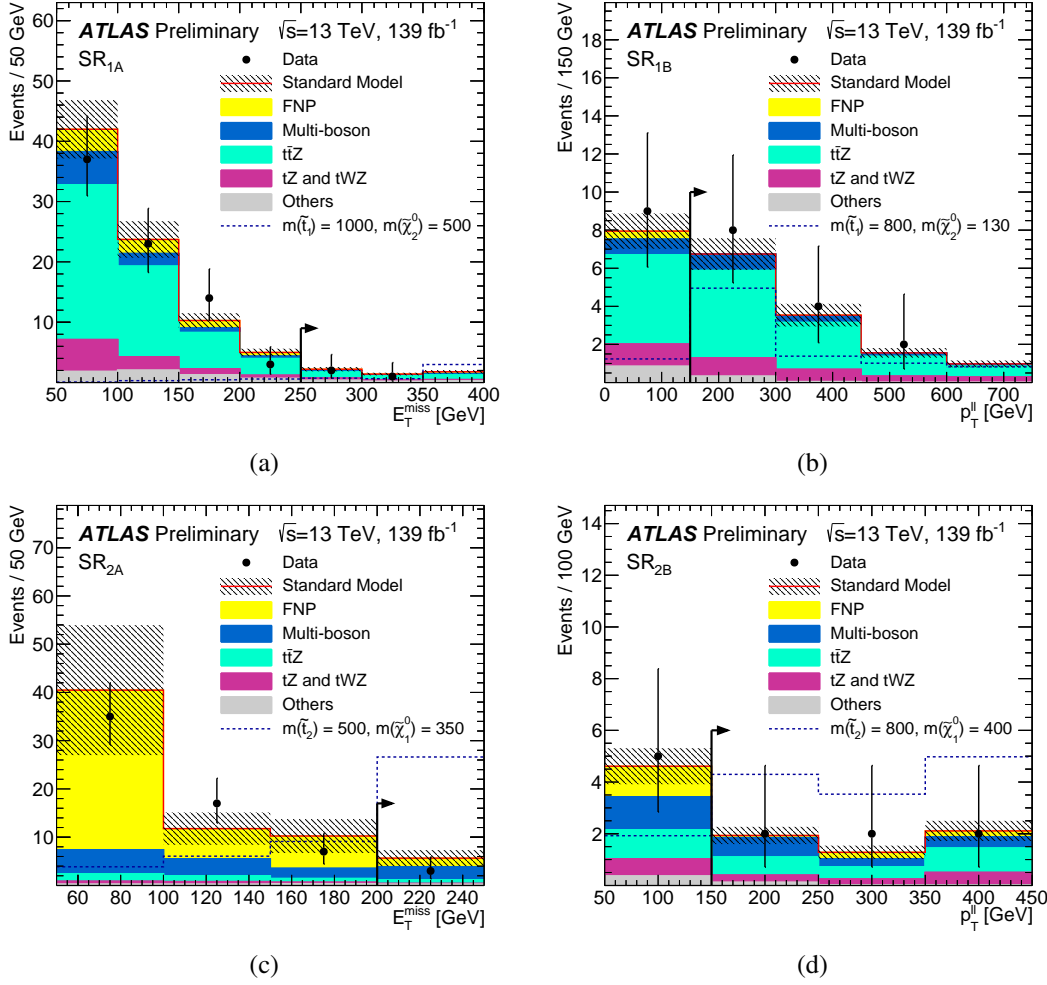 ATLAS Preliminary √s=13 TeV, 139 fb⁻¹
SR₁A
Data
Standard Model
FNP
Multi-boson
tt̄Z
tZ and tWZ
Others
m(t̃₁) = 1000, m(χ̃₂⁰) = 500
Events / 50 GeV
60
50
40
30
20
10
50 100 150 200 250 300 350 400
E_T^miss [GeV]
(a)
ATLAS Preliminary √s=13 TeV, 139 fb⁻¹
SR₁B
Data
Standard Model
FNP
Multi-boson
tt̄Z
tZ and tWZ
Others
m(t̃₁) = 800, m(χ̃₂⁰) = 130
Events / 150 GeV
18
16
14
12
10
8
6
4
2
0 100 200 300 400 500 600 700
p_T^ll [GeV]
(b)
ATLAS Preliminary √s=13 TeV, 139 fb⁻¹
SR₂A
Data
Standard Model
FNP
Multi-boson
tt̄Z
tZ and tWZ
Others
m(t̃₂) = 500, m(χ̃₁⁰) = 350
Events / 50 GeV
70
60
50
40
30
20
10
60 80 100 120 140 160 180 200 220 240
E_T^miss [GeV]
(c)
ATLAS Preliminary √s=13 TeV, 139 fb⁻¹
SR₂B
Data
Standard Model
FNP
Multi-boson
tt̄Z
tZ and tWZ
Others
m(t̃₂) = 800, m(χ̃₁⁰) = 400
Events / 100 GeV
14
12
10
8
6
4
2
50 100 150 200 250 300 350 400 450
p_T^ll [GeV]
(d)